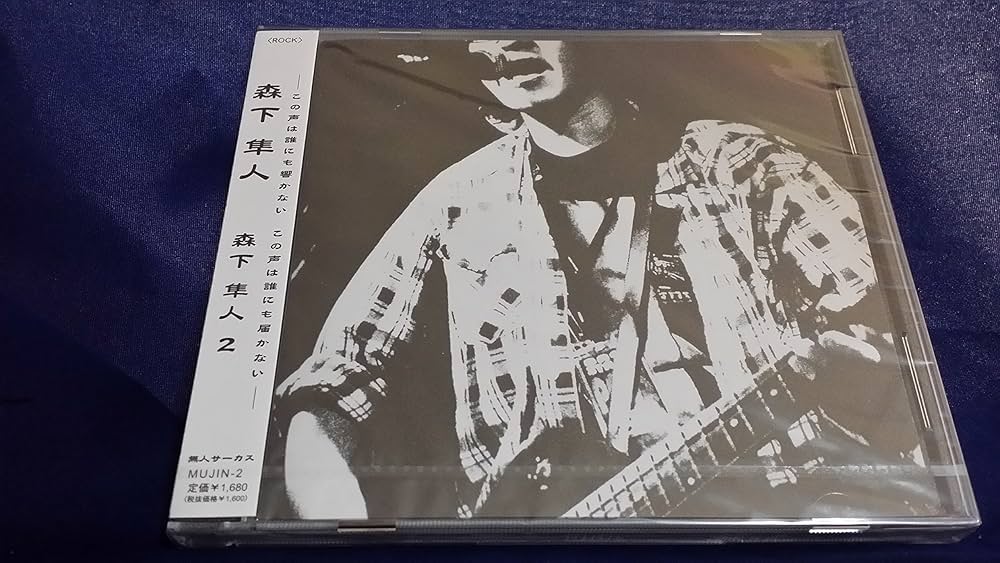 〈ROCK〉
―この声は誰にも響かない この声は誰にも届かない―
森下隼人
森下隼人2
無人サーカス
MUJIN-2
定価￥1,680
(税抜価格￥1,600)